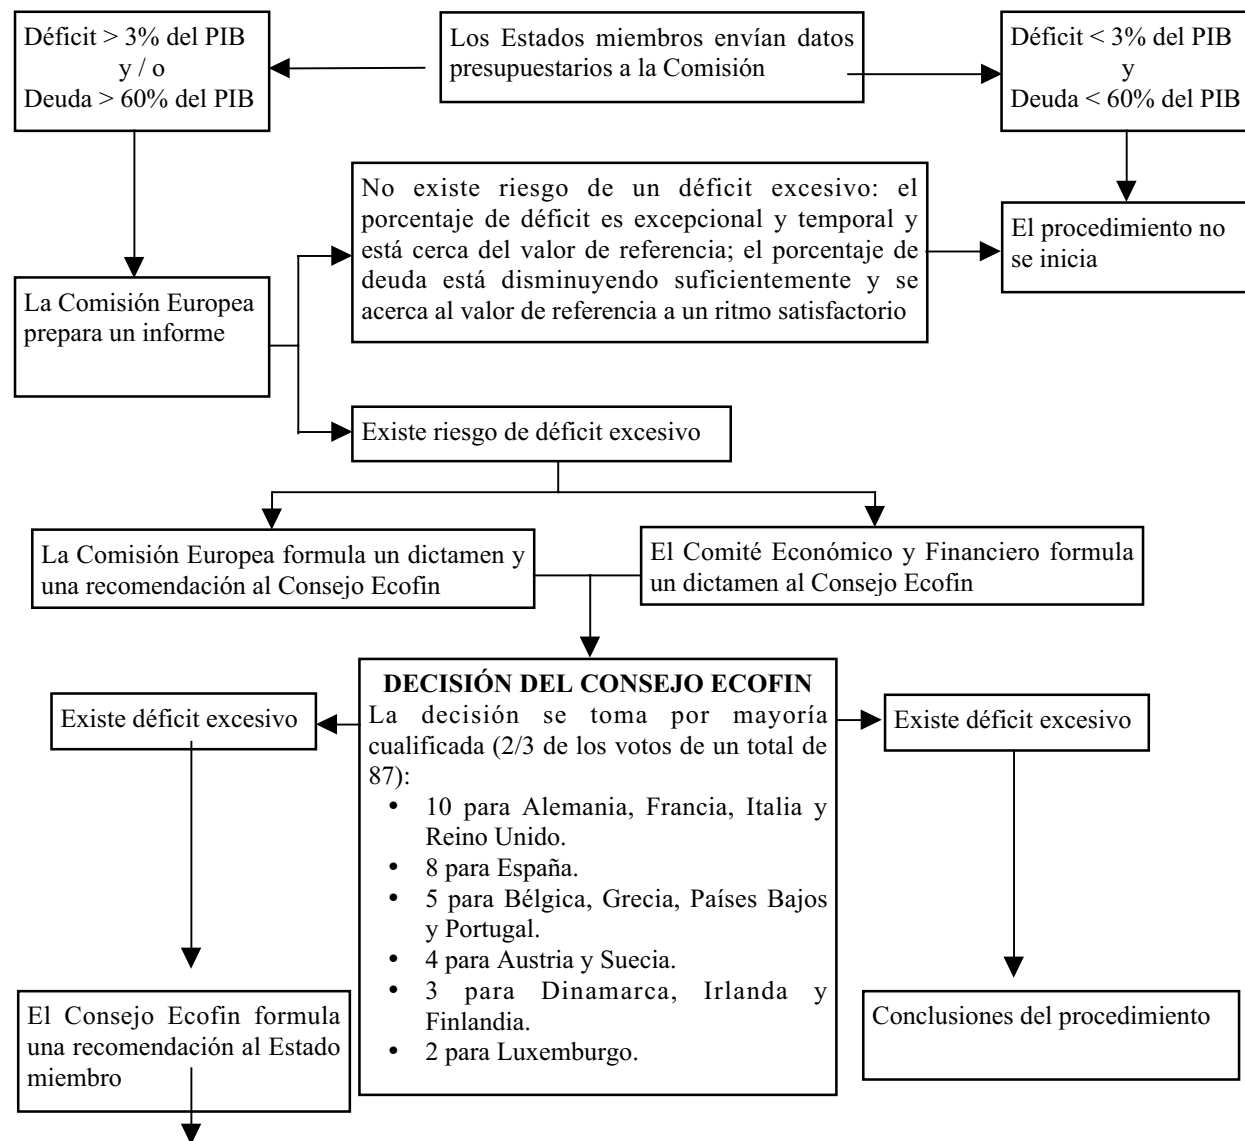 Déficit > 3% del PIB
y / o
Deuda > 60% del PIB
Los Estados miembros envían datos
presupuestarios a la Comisión
Déficit < 3% del PIB
y
Deuda < 60% del PIB
No existe riesgo de un déficit excesivo: el
porcentaje de déficit es excepcional y temporal y
está cerca del valor de referencia; el porcentaje de
deuda está disminuyendo suficientemente y se
acerca al valor de referencia a un ritmo satisfactorio
El procedimiento no
se inicia
La Comisión Europea
prepara un informe
Existe riesgo de déficit excesivo
La Comisión Europea formula un dictamen y
una recomendación al Consejo Ecofin
El Comité Económico y Financiero formula
un dictamen al Consejo Ecofin
DECISIÓN DEL CONSEJO ECOFIN
La decisión se toma por mayoría
cualificada (2/3 de los votos de un total de
87):
• 10 para Alemania, Francia, Italia y
Reino Unido.
• 8 para España.
• 5 para Bélgica, Grecia, Países Bajos
y Portugal.
• 4 para Austria y Suecia.
• 3 para Dinamarca, Irlanda y
Finlandia.
• 2 para Luxemburgo.
Existe déficit excesivo
Existe déficit excesivo
El Consejo Ecofin formula
una recomendación al Estado
miembro
Conclusiones del procedimiento